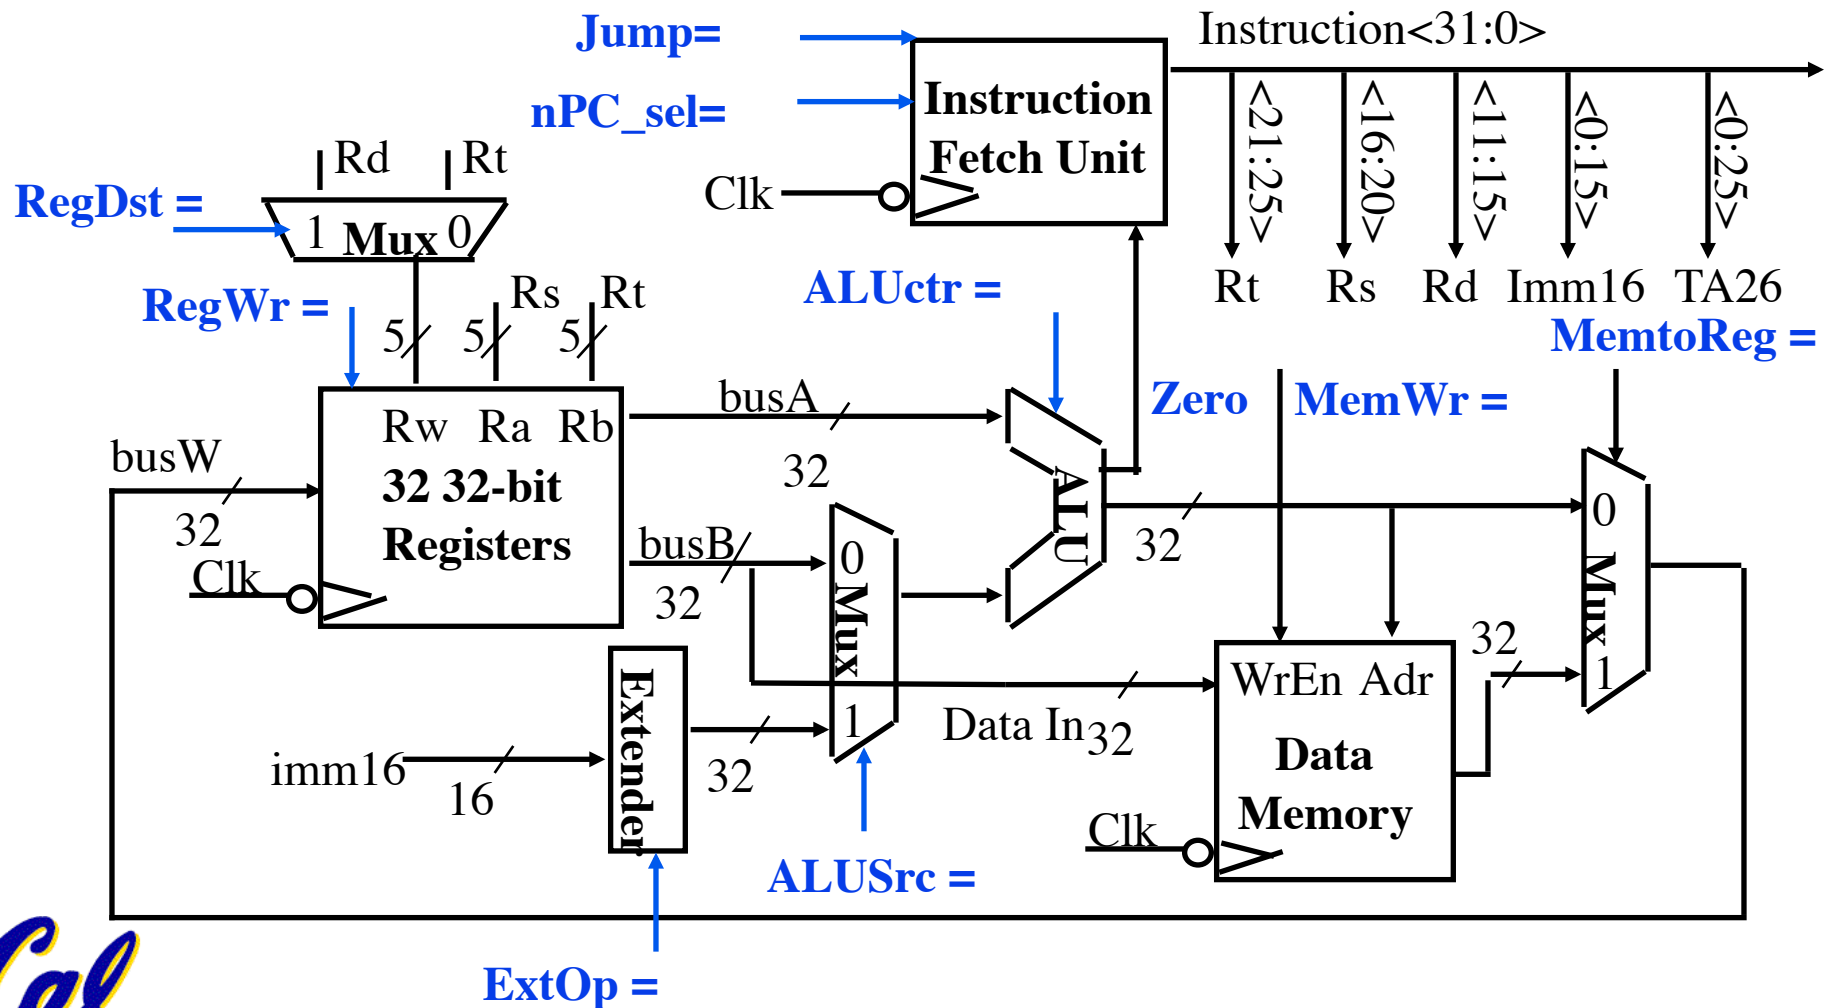 Jump=
Instruction<31:0>
nPC_sel=
Instruction
Fetch Unit
Clk
<21:25>
<16:20>
<11:15>
<0:15>
<0:25>
Rt
Rs
Rd
Imm16
TA26
Rd
Rt
RegDst =
1 Mux 0
RegWr =
5
5
5
Rs
Rt
ALUctr =
MemtoReg =
Zero
MemWr =
busW
32
Rw Ra Rb
32 32-bit
Registers
Clk
busA
32
busB
32
0
Mux
1
ALU
32
0
Mux
1
32
Extender
imm16
16
32
Data In
32
WrEn Adr
Data
Memory
Clk
ALUSrc =
ExtOp =
Cal